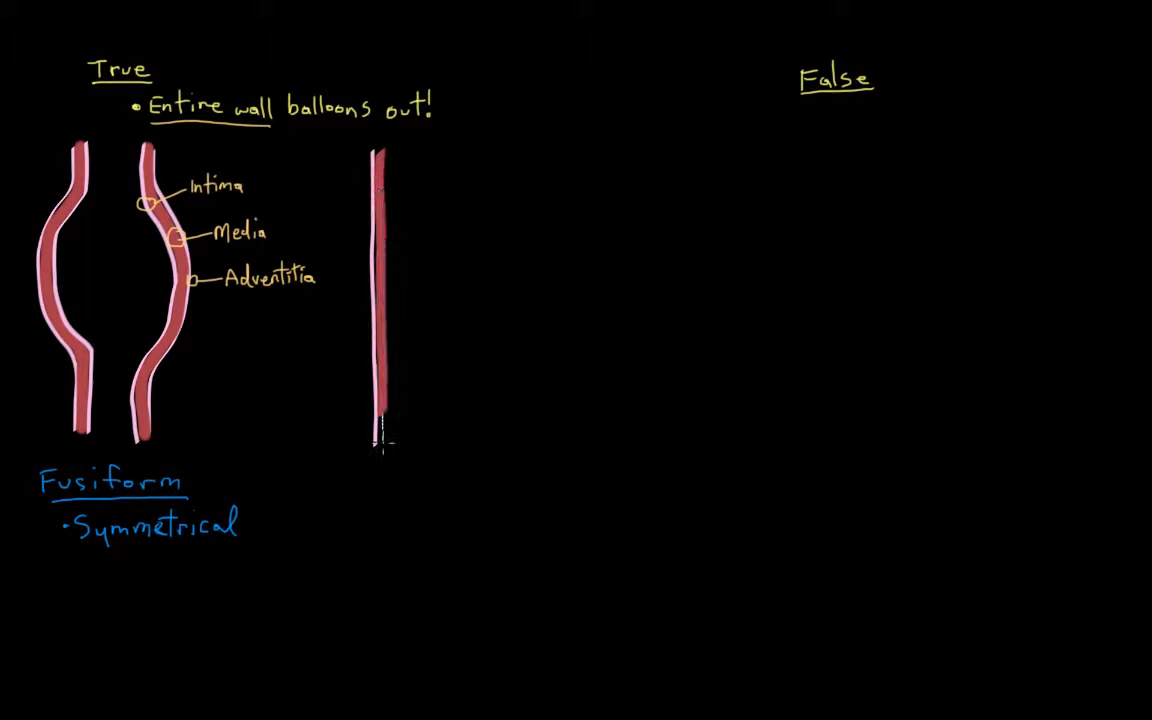 True
False
• Entire wall balloons out!
Intima
Media
Adventitia
Fusiform
• Symmetrical